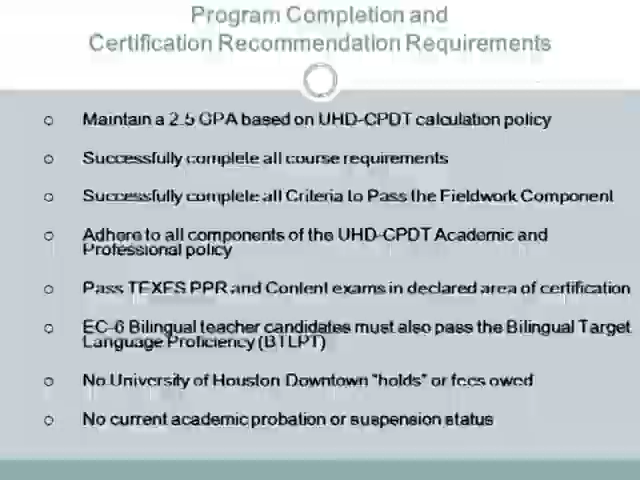 Program Completion and
Certification Recommendation Requirements
Maintain a 2.5 GPA based on UHD-CPDT calculation policy
Successfully complete all course requirements
Successfully complete all Criteria to Pass the Fieldwork Component
Adhere to all components of the UHD-CPDT Academic and
Professional policy
Pass TEXES PPR and Content exams in declared area of certification
EC-6 Bilingual teacher candidates must also pass the Bilingual Target
Language Proficiency (BTLPT)
No University of Houston Downtown "holds" or fees owed
No current academic probation or suspension status